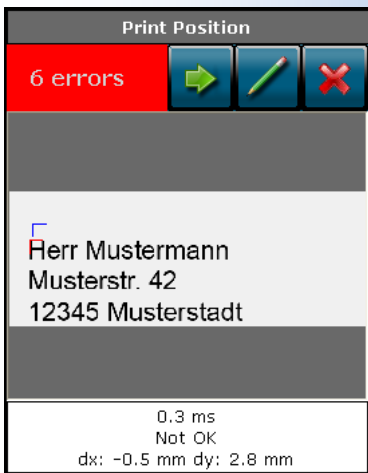 Print Position
6 errors
Herr Mustermann
Musterstr. 42
12345 Musterstadt
0.3 ms
Not OK
dx: -0.5 mm dy: 2.8 mm